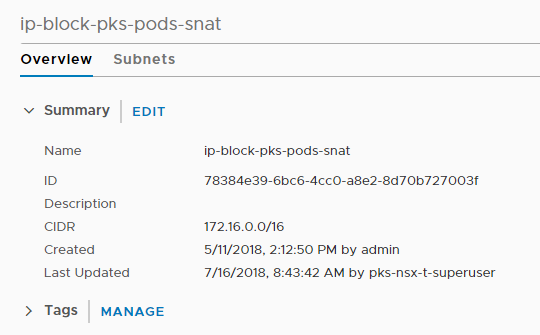 ip-block-pks-pods-snat
Overview Subnets
Summary EDIT
Name ip-block-pks-pods-snat
ID 78384e39-6bc6-4cc0-a8e2-8d70b727003f
Description
CIDR 172.16.0.0/16
Created 5/11/2018, 2:12:50 PM by admin
Last Updated 7/16/2018, 8:43:42 AM by pks-nsx-t-superuser
Tags MANAGE